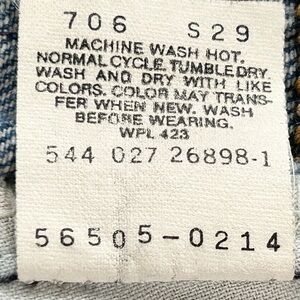 706 S29
MACHINE WASH HOT.
NORMAL CYCLE. TUMBLE DRY.
WASH AND DRY WITH LIKE
COLORS. COLOR MAY TRANS-
FER WHEN NEW. WASH
BEFORE WEARING.
WPL 423
544 027 26898-1
56505-0214